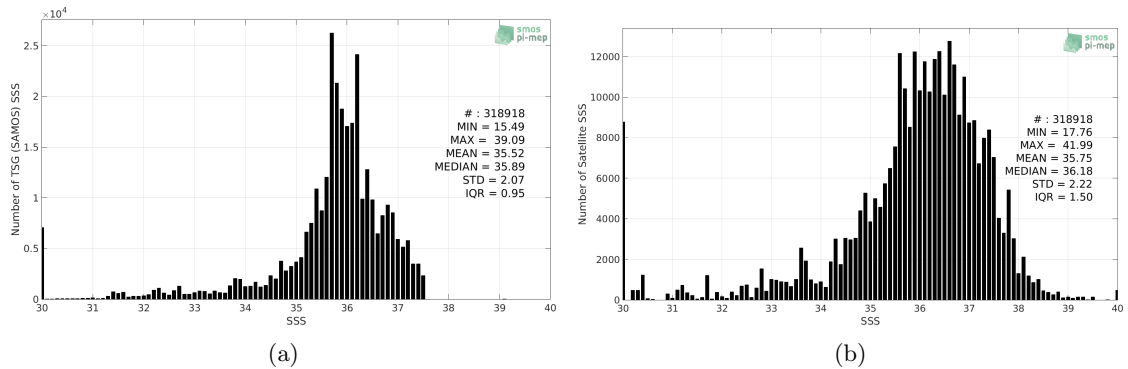 ×10⁴
2.5
2
1.5
1
0.5
0
30 31 32 33 34 35 36 37 38 39 40
SSS
Number of TSG (SAMOS) SSS
smos
pi-mep
# : 318918
MIN = 15.49
MAX = 39.09
MEAN = 35.52
MEDIAN = 35.89
STD = 2.07
IQR = 0.95
(a)
12000
10000
8000
6000
4000
2000
0
30 31 32 33 34 35 36 37 38 39 40
SSS
Number of Satellite SSS
smos
pi-mep
# : 318918
MIN = 17.76
MAX = 41.99
MEAN = 35.75
MEDIAN = 36.18
STD = 2.22
IQR = 1.50
(b)